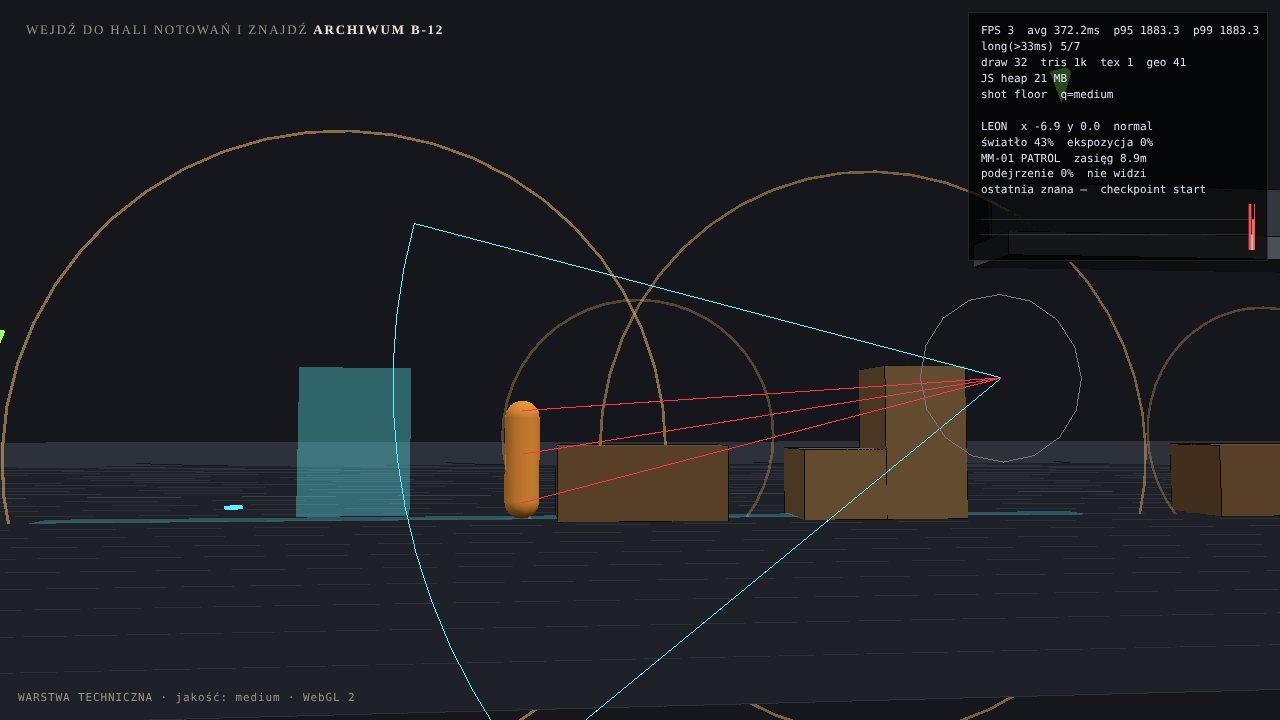 WEJDŹ DO HALI NOTOWAŃ I ZNAJDŹ ARCHIWUM B-12
FPS 3 avg 372.2ms p95 1883.3 p99 1883.3
long(>33ms) 5/7
draw 32 tris 1k tex 1 geo 41
JS heap 21 MB
shot floor q=medium
LEON x -6.9 y 0.0 normal
światło 43% ekspozycja 0%
MM-01 PATROL zasięg 8.9m
podejrzenie 0% nie widzi
ostatnia znana — checkpoint start
WARSTWA TECHNICZNA · jakość: medium · WebGL 2